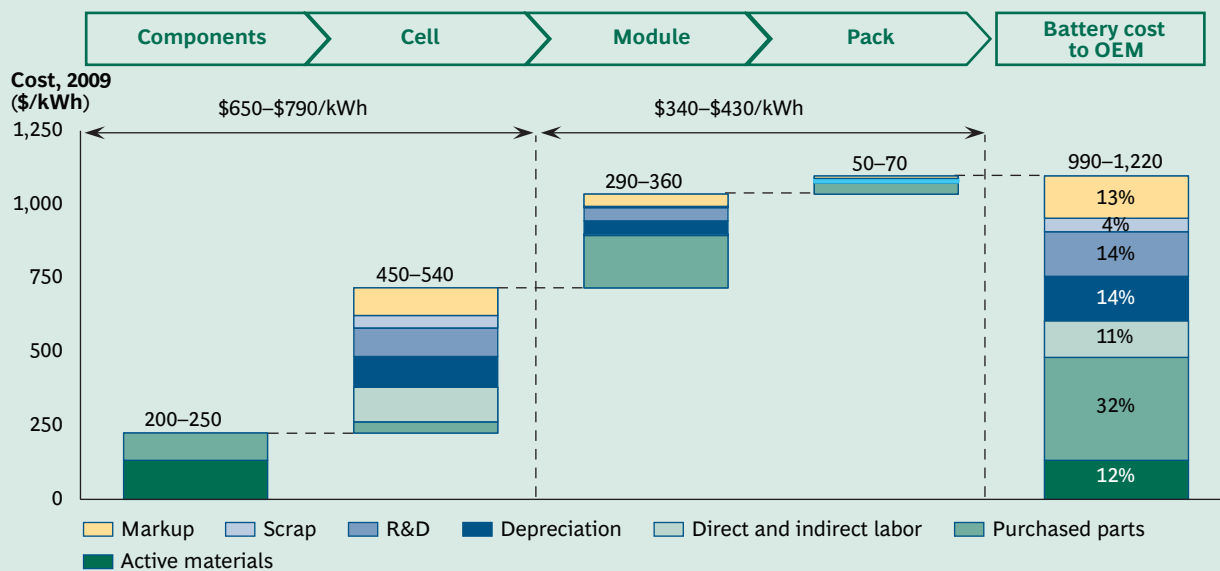 Components
Cell
Module
Pack
Battery cost
to OEM
Cost, 2009
($/kWh)
$650–$790/kWh
$340–$430/kWh
1,250
1,000
750
500
250
0
200–250
450–540
290–360
50–70
990–1,220
13%
4%
14%
14%
11%
32%
12%
Markup
Scrap
R&D
Depreciation
Direct and indirect labor
Purchased parts
Active materials